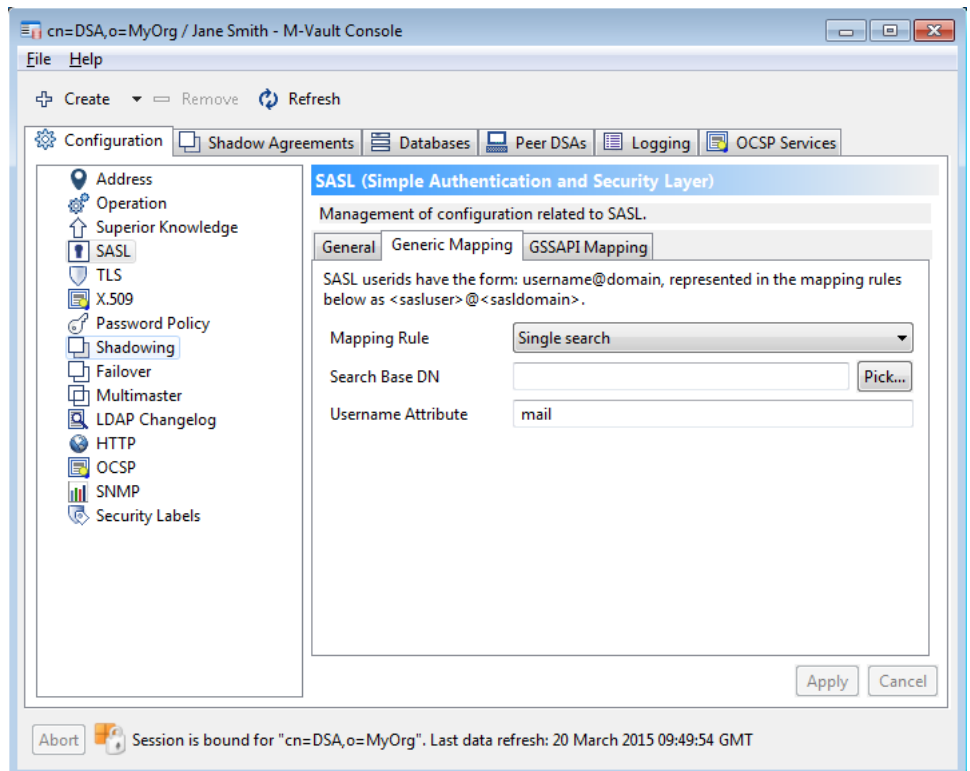 cn=DSA,o=MyOrg / Jane Smith - M-Vault Console
File Help
Create Remove Refresh
Configuration Shadow Agreements Databases Peer DSAs Logging OCSP Services
Address
Operation
Superior Knowledge
SASL
TLS
X.509
Password Policy
Shadowing
Failover
Multimaster
LDAP Changelog
HTTP
OCSP
SNMP
Security Labels
SASL (Simple Authentication and Security Layer)
Management of configuration related to SASL.
General Generic Mapping GSSAPI Mapping
SASL userids have the form: username@domain, represented in the mapping rules
below as <sasluser>@<sasldomain>.
Mapping Rule Single search
Search Base DN Pick...
Username Attribute mail
Apply Cancel
Abort Session is bound for "cn=DSA,o=MyOrg". Last data refresh: 20 March 2015 09:49:54 GMT